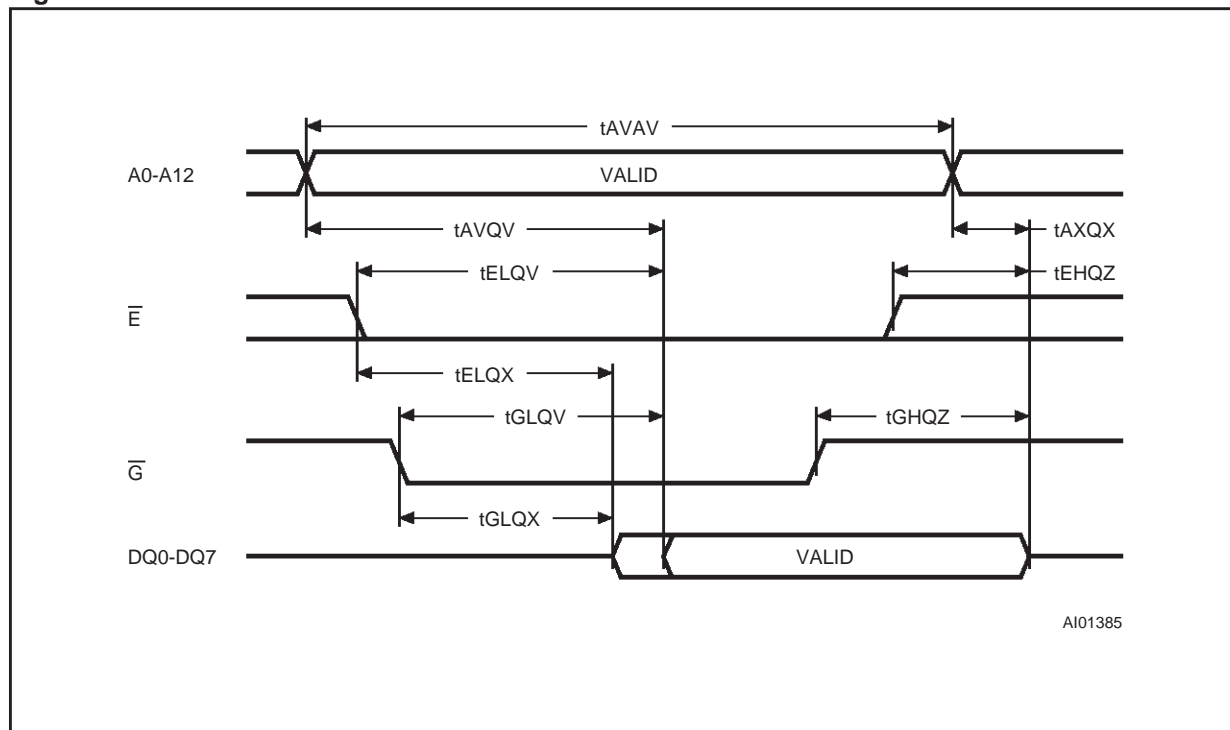 tAVAV
A0-A12
VALID
tAVQV
tAXQX
tELQV
tEHQZ
E
tELQX
tGLQV
tGHQZ
G
tGLQX
DQ0-DQ7
VALID
AI01385